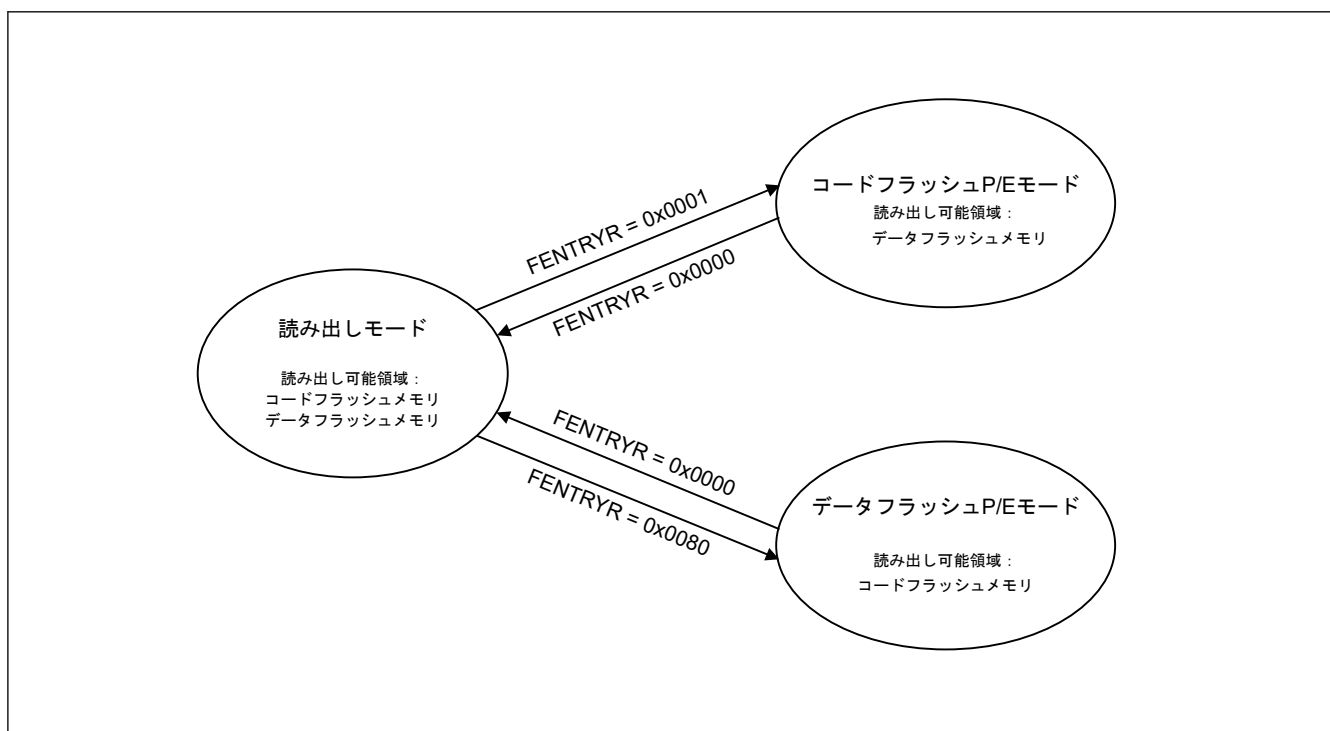 コードフラッシュP/Eモード
読み出し可能領域：
データフラッシュメモリ
FENTRYR = 0x0001
FENTRYR = 0x0000
読み出しモード
読み出し可能領域：
コードフラッシュメモリ
データフラッシュメモリ
FENTRYR = 0x0000
FENTRYR = 0x0080
データフラッシュP/Eモード
読み出し可能領域：
コードフラッシュメモリ